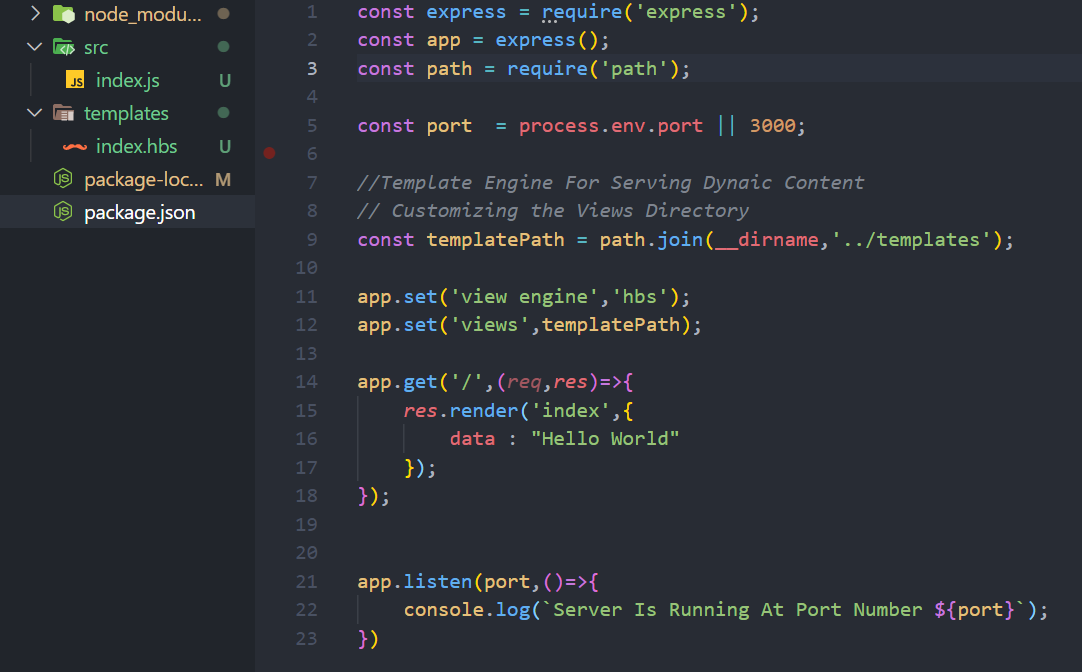 node_modu...
src
JS index.js U
templates
index.hbs U
package-loc... M
package.json
1 const express = require('express');
2 const app = express();
3 const path = require('path');
4
5 const port  = process.env.port || 3000;
6
7 //Template Engine For Serving Dynaic Content
8 // Customizing the Views Directory
9 const templatePath = path.join(__dirname,'../templates');
10
11 app.set('view engine','hbs');
12 app.set('views',templatePath);
13
14 app.get('/',(req,res)=>{
15     res.render('index',{
16         data : "Hello World"
17     });
18 });
19
20
21 app.listen(port,()=>{
22     console.log(`Server Is Running At Port Number ${port}`);
23 })